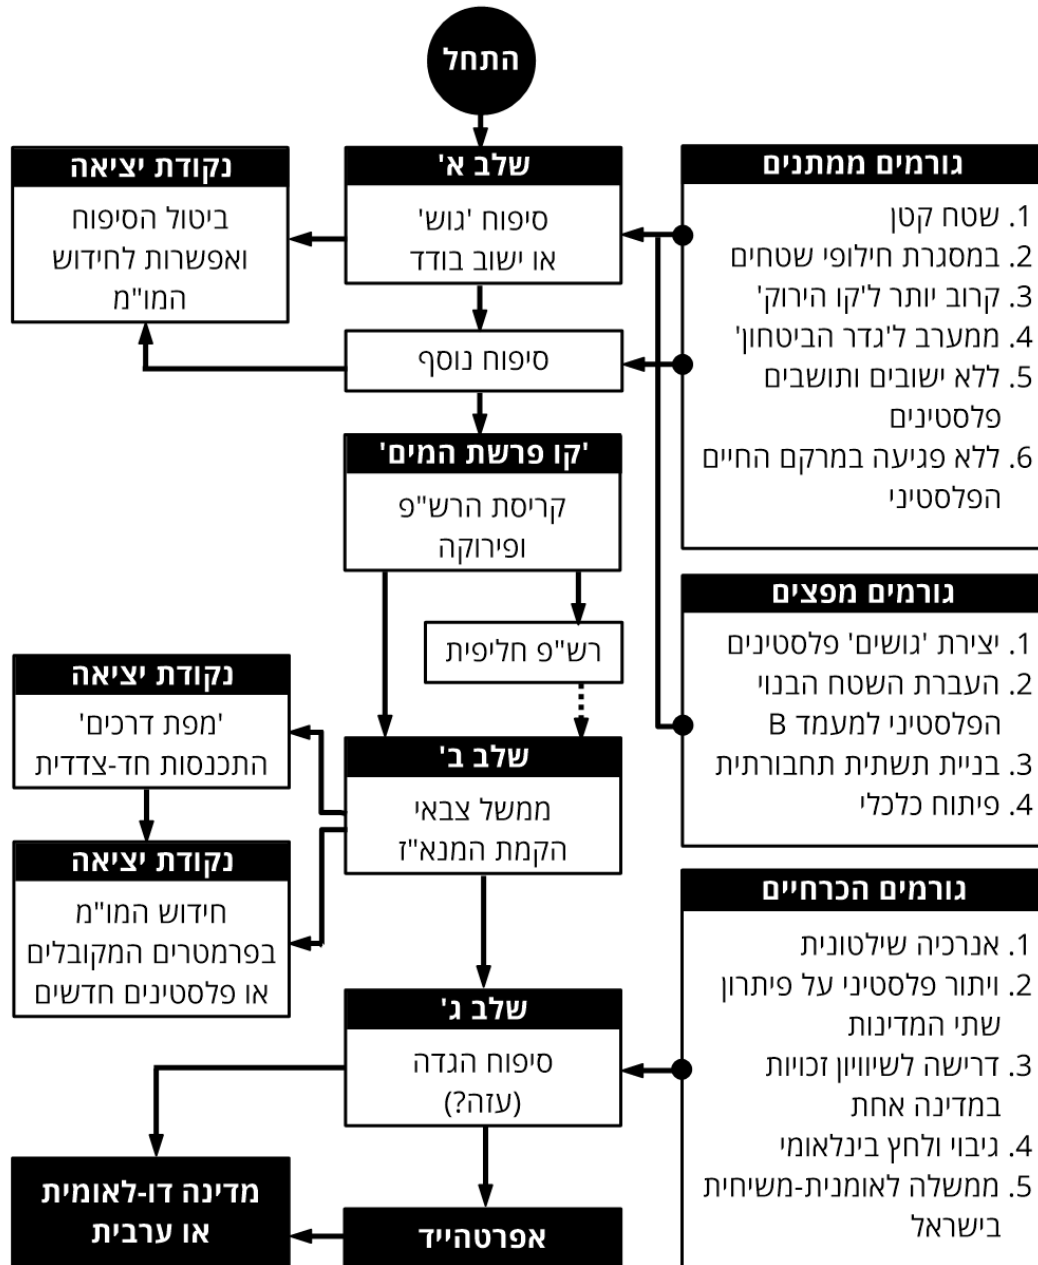 התחל
שלב א'
סיפוח 'גוש'
או ישוב בודד
נקודת יציאה
ביטול הסיפוח
ואפשרות לחידוש
המו"מ
גורמים ממתנים
1. שטח קטן
2. במסגרת חילופי שטחים
3. קרוב יותר ל'קו הירוק'
4. ממערב ל'גדר הביטחון'
5. ללא ישובים ותושבים
פלסטינים
6. ללא פגיעה במרקם החיים
הפלסטיני
סיפוח נוסף
'קו פרשת המים'
קריסת הרש"פ
ופירוקה
רש"פ חליפית
גורמים מפצים
1. יצירת 'גושים' פלסטינים
2. העברת השטח הבנוי
הפלסטיני למעמד B
3. בניית תשתית תחבורתית
4. פיתוח כלכלי
שלב ב'
ממשל צבאי
הקמת המנא"ז
נקודת יציאה
'מפת דרכים'
התכנסות חד-צדדית
נקודת יציאה
חידוש המו"מ
בפרמטרים המקובלים
או פלסטינים חדשים
גורמים הכרחיים
1. אנרכיה שילטונית
2. ויתור פלסטיני על פיתרון
שתי המדינות
3. דרישה לשיוויון זכויות
במדינה אחת
4. גיבוי ולחץ בינלאומי
5. ממשלה לאומנית-משיחית
בישראל
שלב ג'
סיפוח הגדה
(עזה?)
אפרטהייד
מדינה דו-לאומית
או ערבית